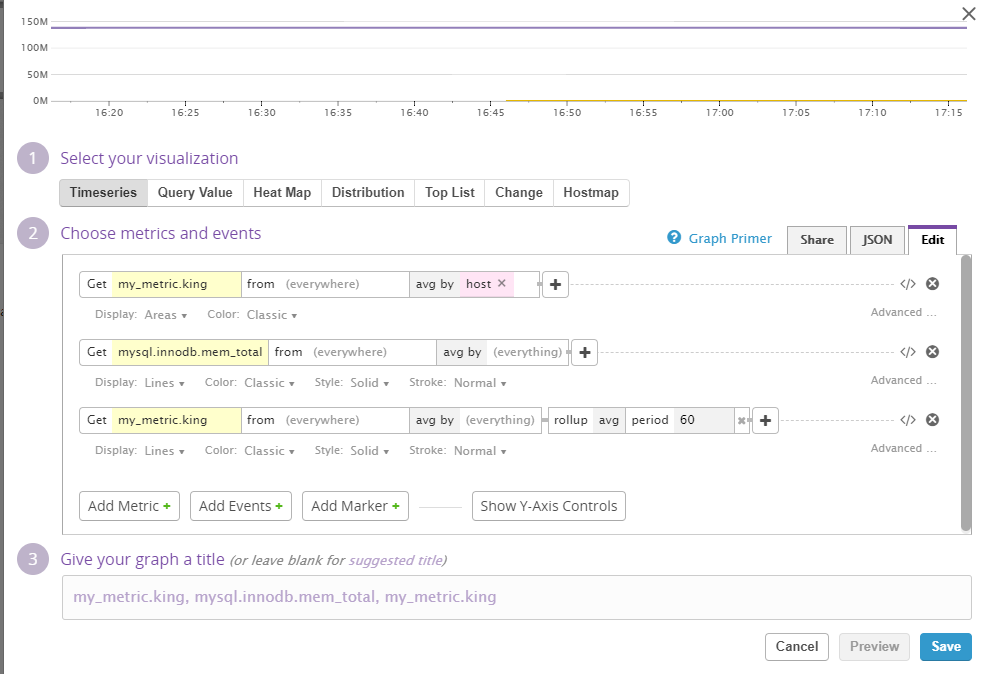 150M
100M
50M
0M
16:20 16:25 16:30 16:35 16:40 16:45 16:50 16:55 17:00 17:05 17:10 17:15
1 Select your visualization
Timeseries Query Value Heat Map Distribution Top List Change Hostmap
2 Choose metrics and events
? Graph Primer Share JSON Edit
Get my_metric.king from (everywhere) avg by host × + </>
Display: Areas Color: Classic Advanced ...
Get mysql.innodb.mem_total from (everywhere) avg by (everything) + </>
Display: Lines Color: Classic Style: Solid Stroke: Normal Advanced ...
Get my_metric.king from (everywhere) avg by (everything) rollup avg period 60 × + </>
Display: Lines Color: Classic Style: Solid Stroke: Normal Advanced ...
Add Metric + Add Events + Add Marker + Show Y-Axis Controls
3 Give your graph a title (or leave blank for suggested title)
my_metric.king, mysql.innodb.mem_total, my_metric.king
Cancel Preview Save